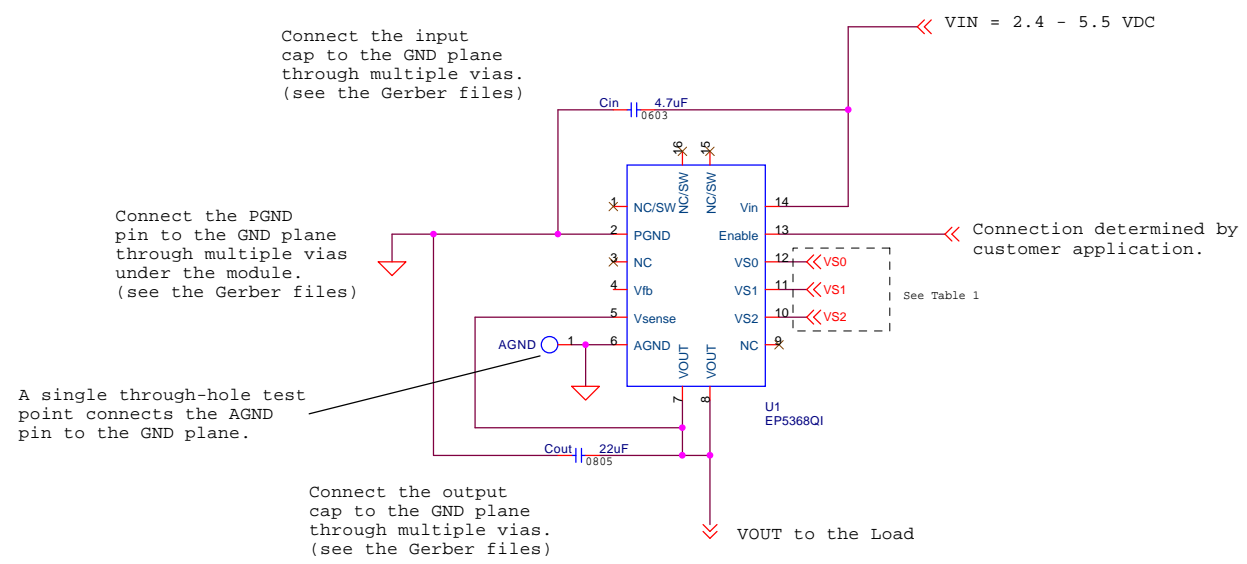 VIN = 2.4 - 5.5 VDC
Connect the input
cap to the GND plane
through multiple vias.
(see the Gerber files)
Cin 4.7uF
0603
16 15
NC/SW NC/SW
1 NC/SW Vin 14
Connect the PGND
pin to the GND plane
through multiple vias
under the module.
(see the Gerber files)
2 PGND Enable 13
Connection determined by
customer application.
3 NC VS0 12 VS0
4 Vfb VS1 11 VS1
See Table 1
5 Vsense VS2 10 VS2
AGND 1 6 AGND NC 9
VOUT VOUT
7 8
A single through-hole test
point connects the AGND
pin to the GND plane.
U1
EP5368QI
Cout 22uF
0805
Connect the output
cap to the GND plane
through multiple vias.
(see the Gerber files)
VOUT to the Load